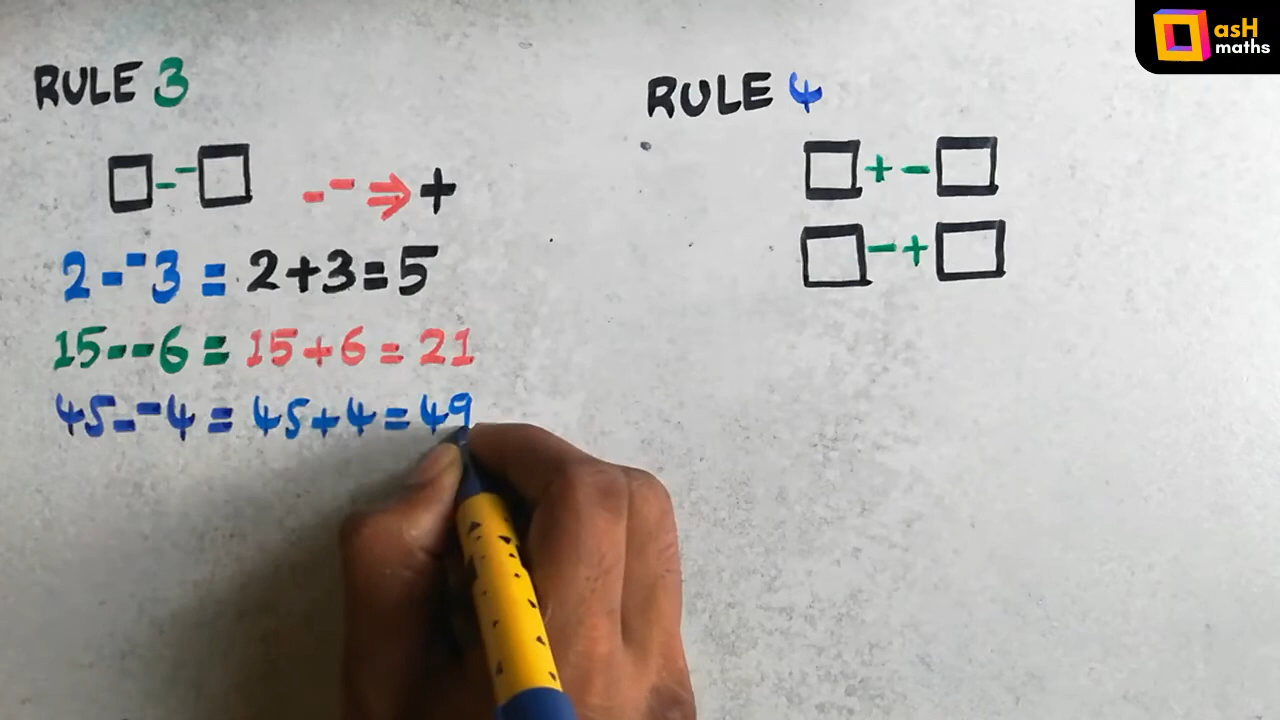 RULE 3
□--□ --⇒+
2--3=2+3=5
15--6=15+6=21
45--4=45+4=49
RULE 4
□+-□
□-+□
asH
maths